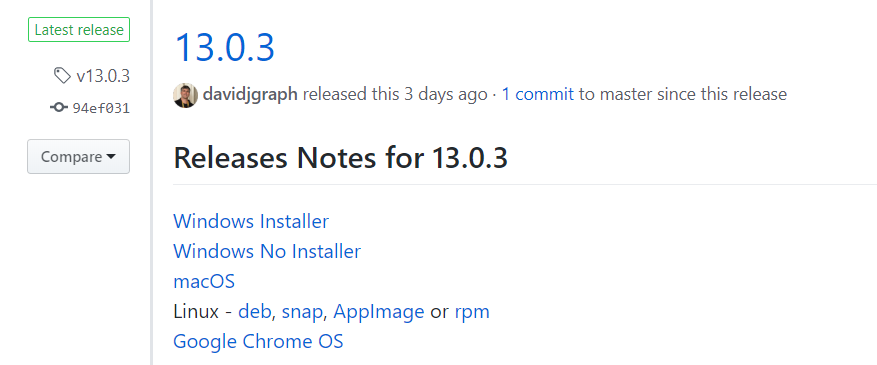 Latest release
v13.0.3
94ef031
Compare
13.0.3
davidjgraph released this 3 days ago · 1 commit to master since this release
Releases Notes for 13.0.3
Windows Installer
Windows No Installer
macOS
Linux - deb, snap, AppImage or rpm
Google Chrome OS